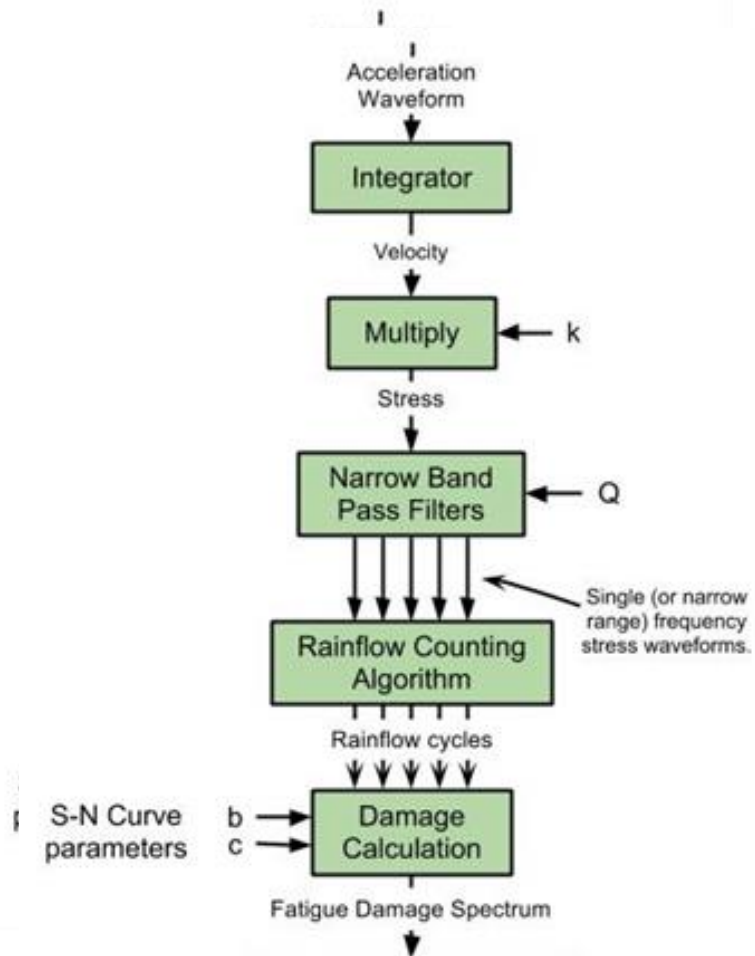 Acceleration
Waveform
Integrator
Velocity
Multiply
k
Stress
Narrow Band
Pass Filters
Q
Single (or narrow
range) frequency
stress waveforms.
Rainflow Counting
Algorithm
Rainflow cycles
S-N Curve
parameters
b
c
Damage
Calculation
Fatigue Damage Spectrum